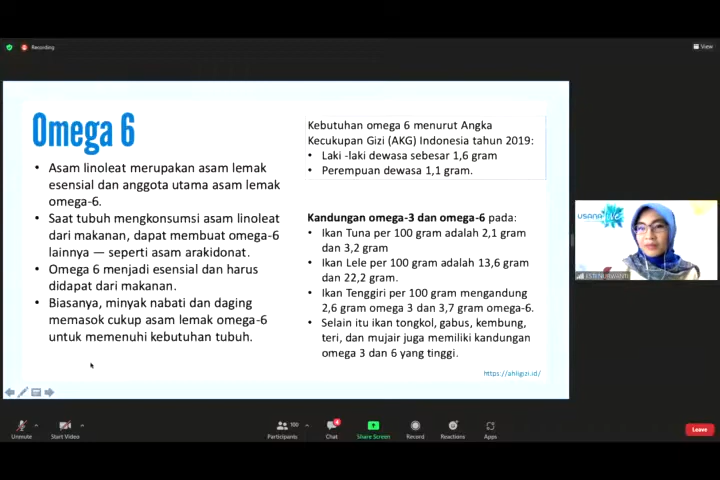 Recording
View
Omega 6
• Asam linoleat merupakan asam lemak
esensial dan anggota utama asam lemak
omega-6.
• Saat tubuh mengkonsumsi asam linoleat
dari makanan, dapat membuat omega-6
lainnya — seperti asam arakidonat.
• Omega 6 menjadi esensial dan harus
didapat dari makanan.
• Biasanya, minyak nabati dan daging
memasok cukup asam lemak omega-6
untuk memenuhi kebutuhan tubuh.
Kebutuhan omega 6 menurut Angka
Kecukupan Gizi (AKG) Indonesia tahun 2019:
• Laki -laki dewasa sebesar 1,6 gram
• Perempuan dewasa 1,1 gram.
Kandungan omega-3 dan omega-6 pada:
• Ikan Tuna per 100 gram adalah 2,1 gram
dan 3,2 gram
• Ikan Lele per 100 gram adalah 13,6 gram
dan 22,2 gram.
• Ikan Tenggiri per 100 gram mengandung
2,6 gram omega 3 dan 3,7 gram omega-6.
• Selain itu ikan tongkol, gabus, kembung,
teri, dan mujair juga memiliki kandungan
omega 3 dan 6 yang tinggi.
https://ahligizi.id/
USANA
Unmute
Start Video
Participants
100
Chat
Share Screen
Record
Reactions
Apps
Leave